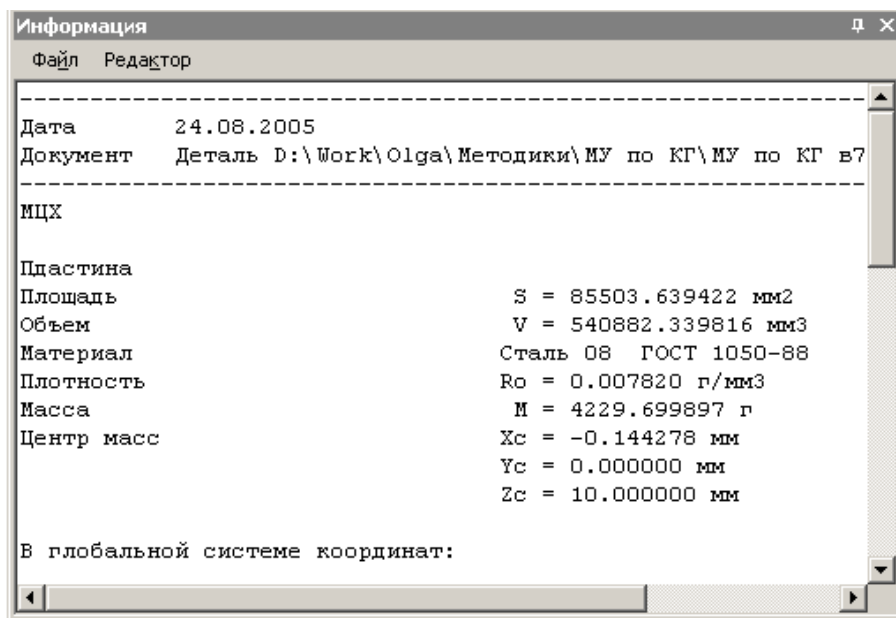 Информация
Файл Редактор
Дата 24.08.2005
Документ Деталь D:\Work\Olga\Методики\МУ по КГ\МУ по КГ в7
МЦХ
Пдастина
Площадь S = 85503.639422 мм2
Объем V = 540882.339816 мм3
Материал Сталь 08 ГОСТ 1050-88
Плотность Ro = 0.007820 г/мм3
Масса M = 4229.699897 г
Центр масс Xc = -0.144278 мм
Yc = 0.000000 мм
Zc = 10.000000 мм
В глобальной системе координат: